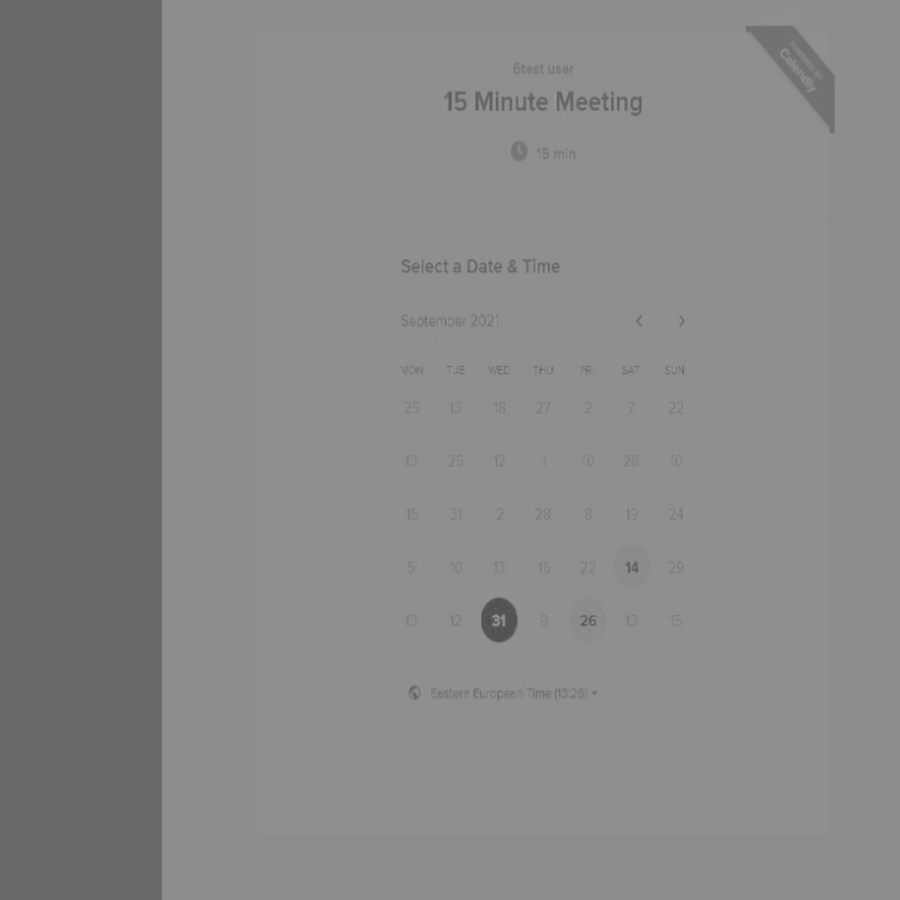 POWERED BY
Calendly
6test user
15 Minute Meeting
15 min
Select a Date & Time
September 2021
MON TUE WED THU FRI SAT SUN
25 13 18 27 2 7 22
13 25 12 1 10 28 10
16 31 2 28 8 19 24
5 10 13 16 22 14 29
13 12 31 9 26 13 15
Eastern European Time (13:26)